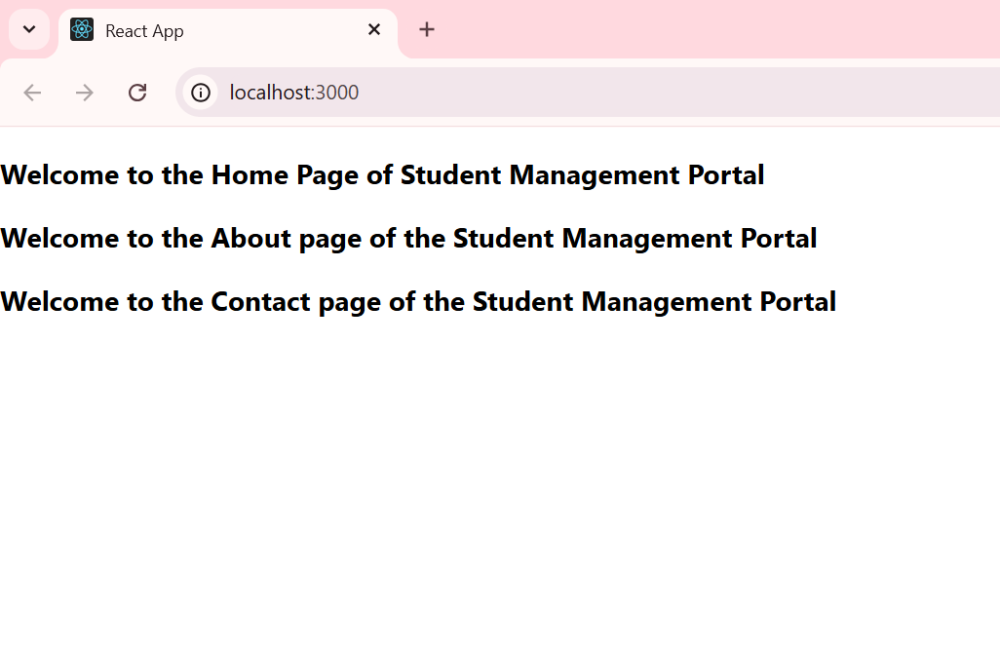 React App
localhost:3000
Welcome to the Home Page of Student Management Portal
Welcome to the About page of the Student Management Portal
Welcome to the Contact page of the Student Management Portal